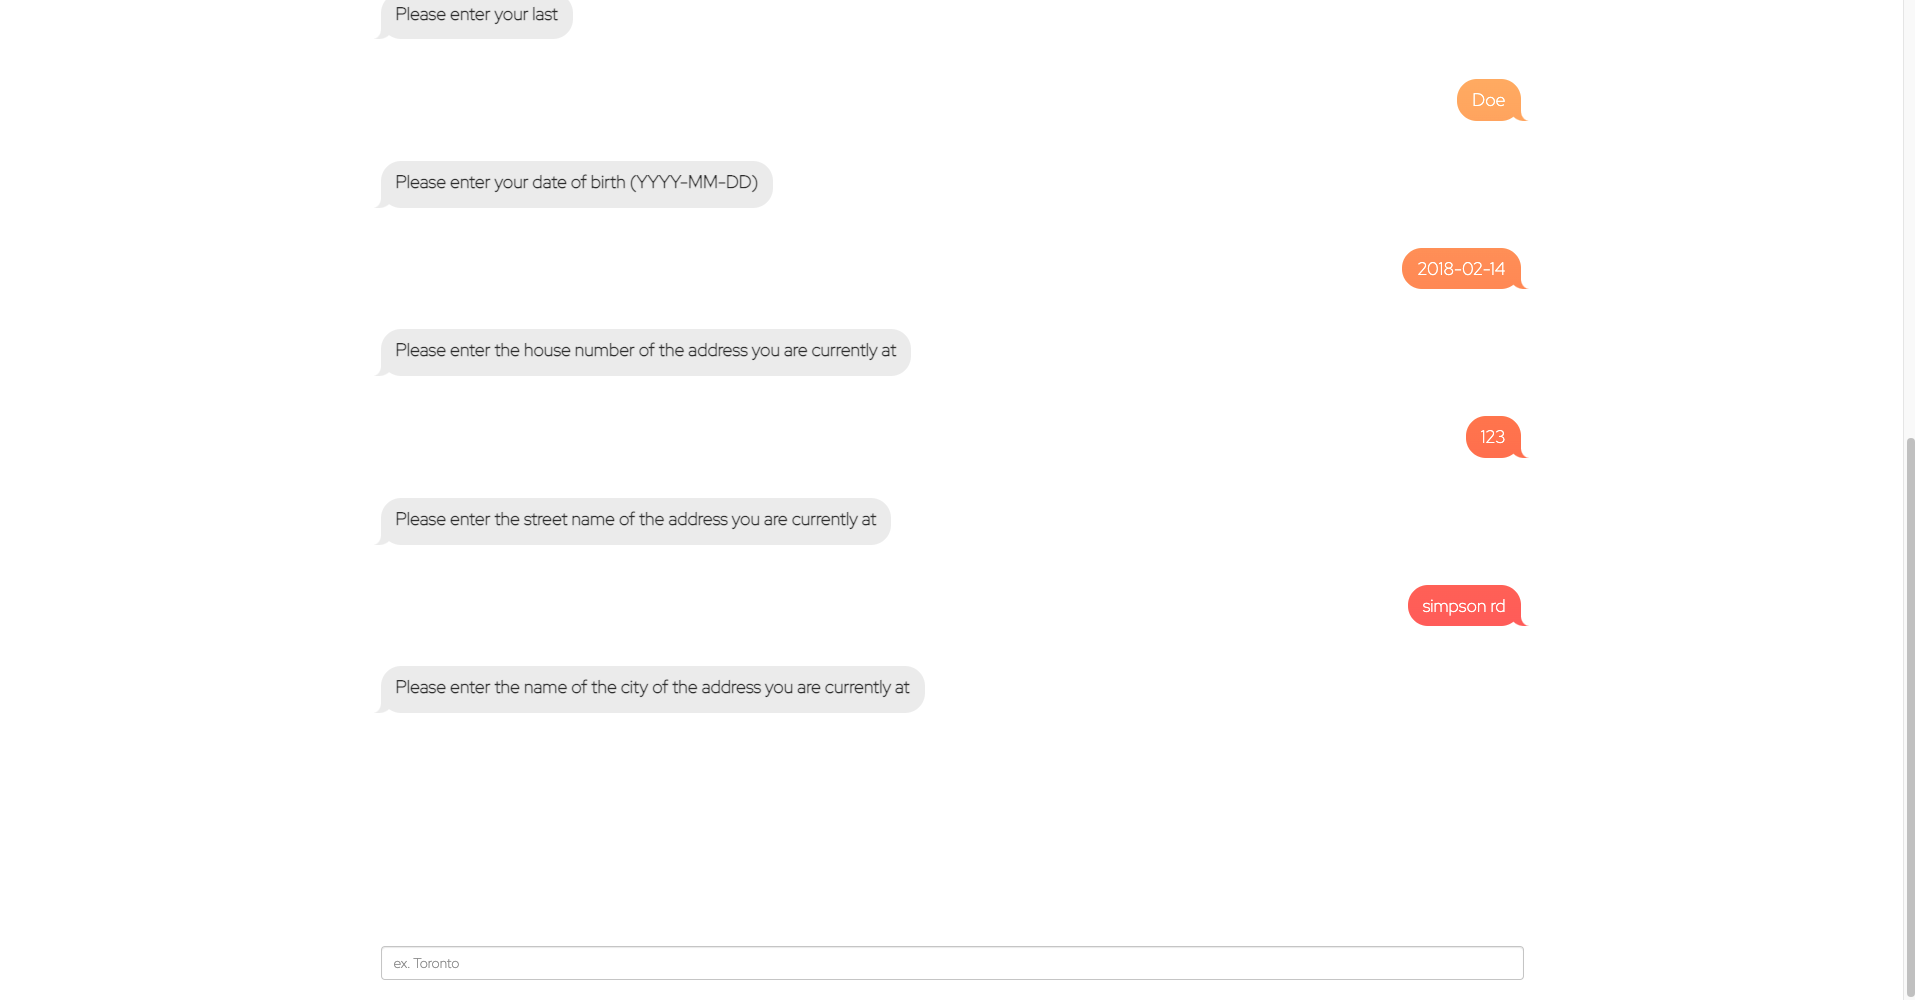 Please enter your last
Doe
Please enter your date of birth (YYYY-MM-DD)
2018-02-14
Please enter the house number of the address you are currently at
123
Please enter the street name of the address you are currently at
simpson rd
Please enter the name of the city of the address you are currently at
ex. Toronto